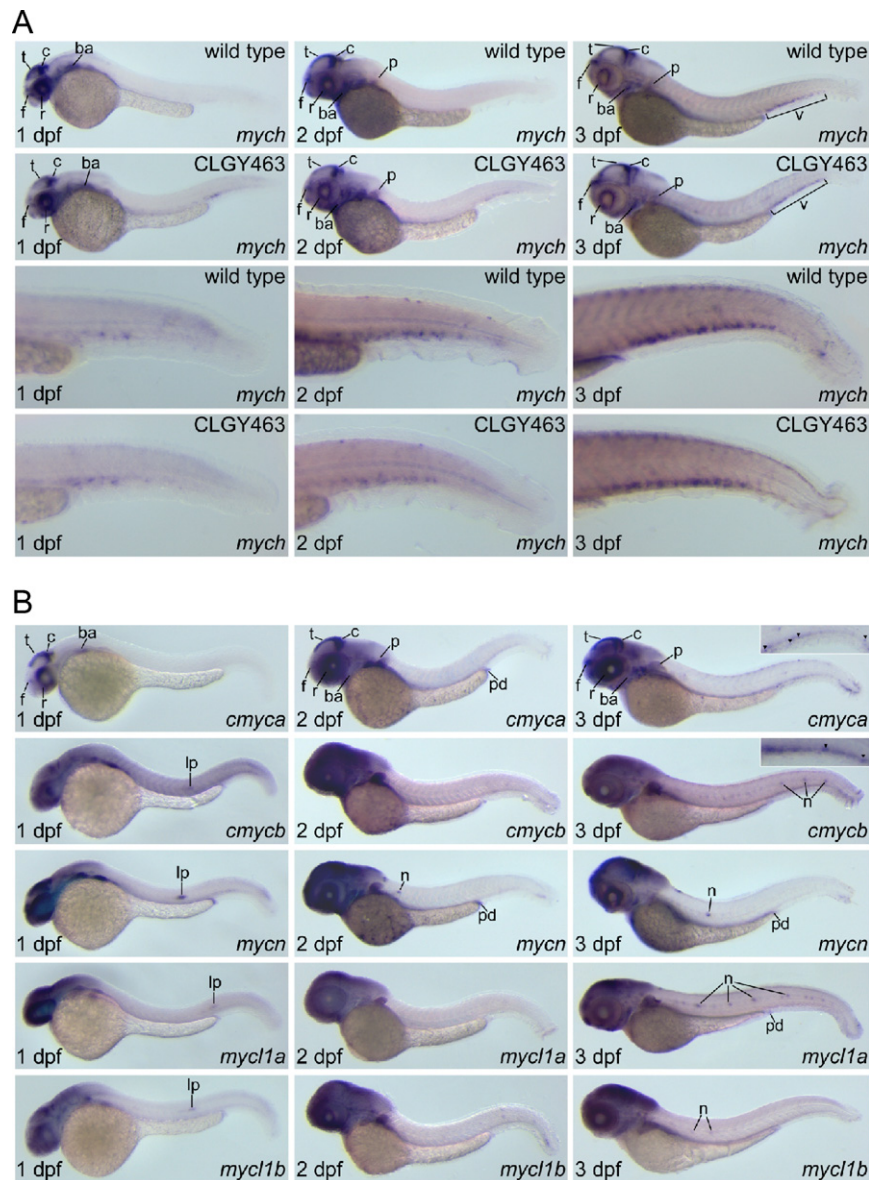 A
t c ba wild type
f r
1 dpf mych
t c p wild type
f r ba
2 dpf mych
t c p wild type
r ba v
3 dpf mych
t c ba CLGY463
f r
1 dpf mych
t c p CLGY463
f r ba
2 dpf mych
t c p CLGY463
f r ba v
3 dpf mych
wild type
1 dpf mych
wild type
2 dpf mych
wild type
3 dpf mych
CLGY463
1 dpf mych
CLGY463
2 dpf mych
CLGY463
3 dpf mych
B
t c ba
f r
1 dpf cmyca
t c p
f r ba pd
2 dpf cmyca
t c p
f r ba
3 dpf cmyca
lp
1 dpf cmycb
2 dpf cmycb
n
3 dpf cmycb
lp
1 dpf mycn
n pd
2 dpf mycn
n pd
3 dpf mycn
lp
1 dpf mycl1a
2 dpf mycl1a
n pd
3 dpf mycl1a
lp
1 dpf mycl1b
2 dpf mycl1b
n
3 dpf mycl1b